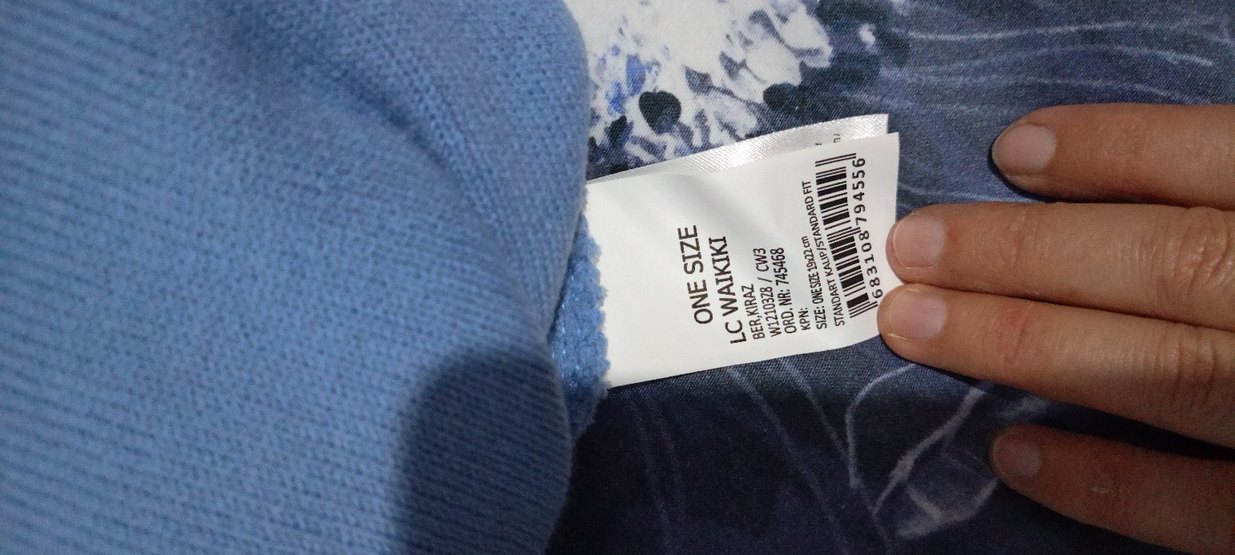 ONE SIZE
LC WAIKIKI
BER,KIRAZ
W1210328 / CW3
ORD. NR: 745468
KPN:
SIZE: ONE SIZE 19x22 cm
STANDART KALIP/STANDARD FIT
683108794556